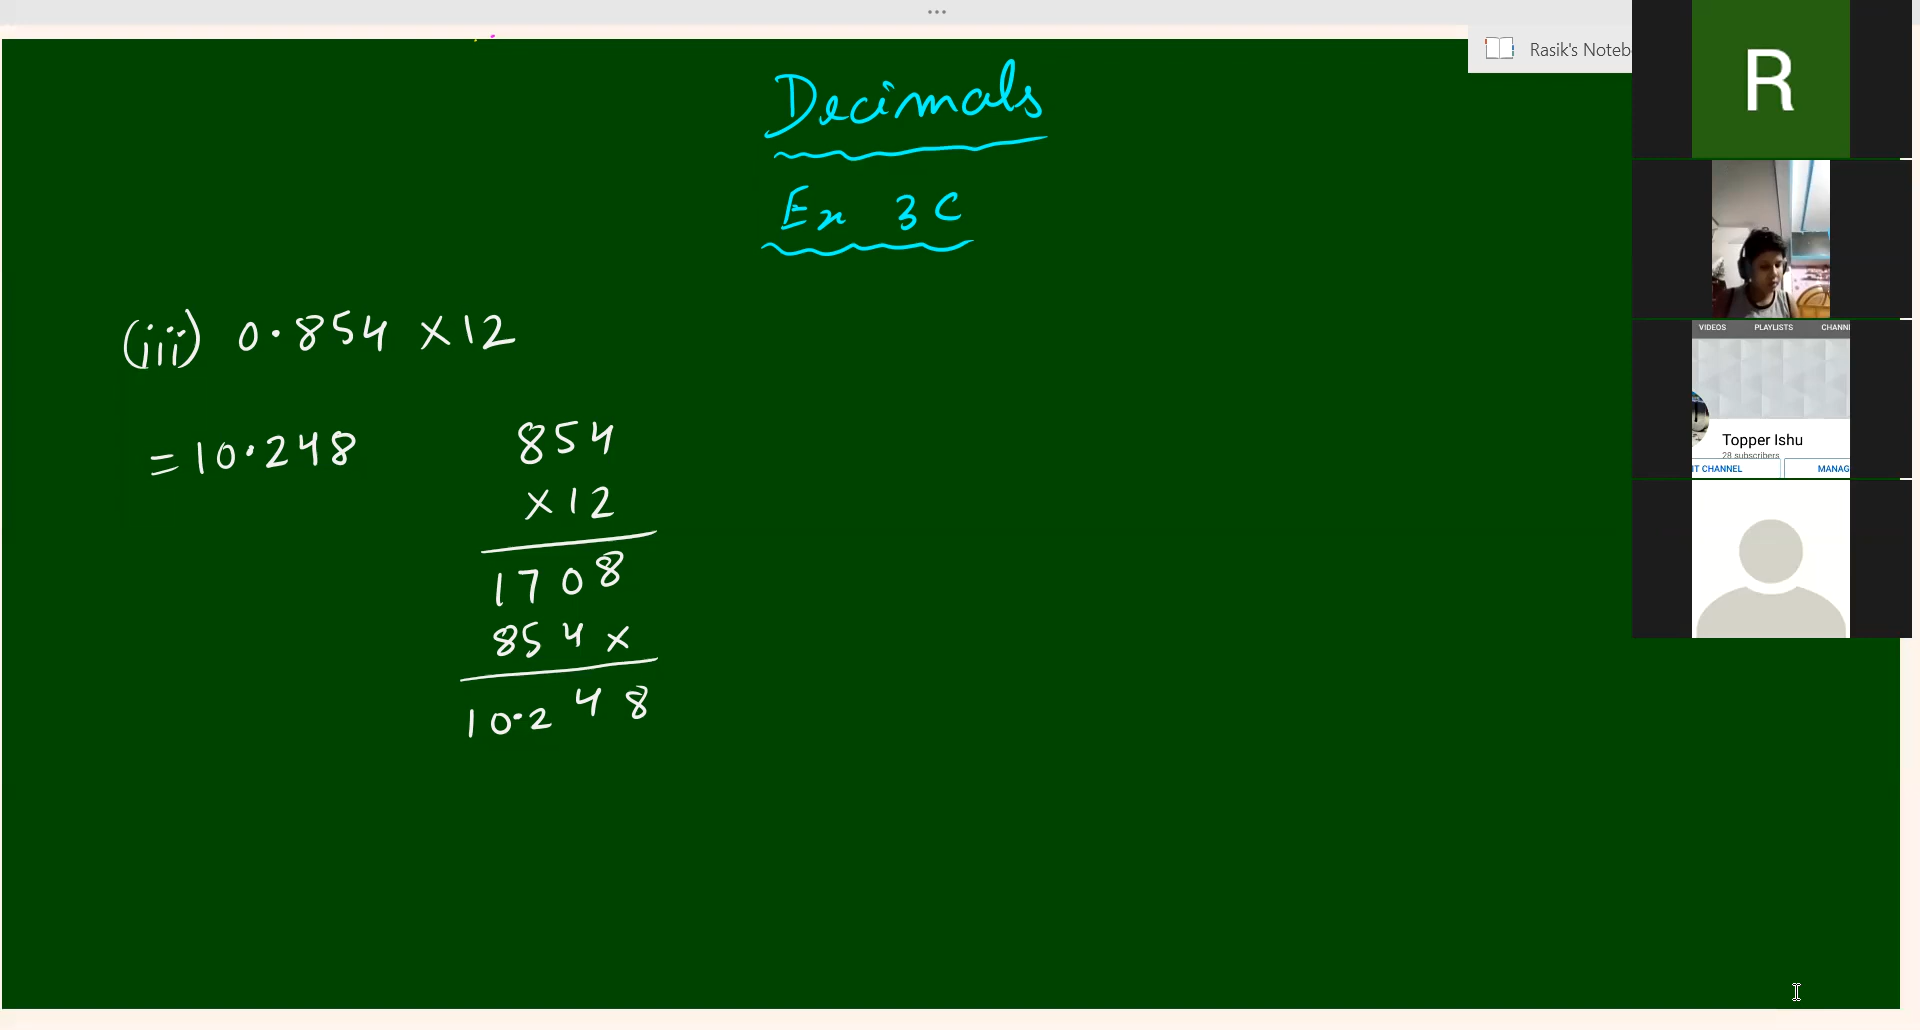 ...
Rasik's Noteb
R
Decimals
Ex 3C
(iii) 0.854 ×12
= 10.248
854
×12
1708
854×
10.248
VIDEOS PLAYLISTS CHANN
Topper Ishu
28 subscribers
IT CHANNEL MANAG